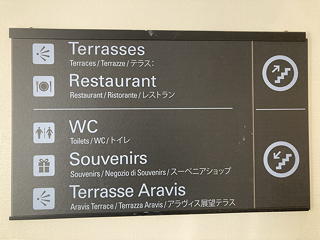 Terrasses
Terraces / Terrazze / テラス:
Restaurant
Restaurant / Ristorante / レストラン
WC
Toilets / WC / トイレ
Souvenirs
Souvenirs / Negozio di Souvenirs / スーベニアショップ
Terrasse Aravis
Aravis Terrace / Terrazza Aravis / アラヴィス展望テラス